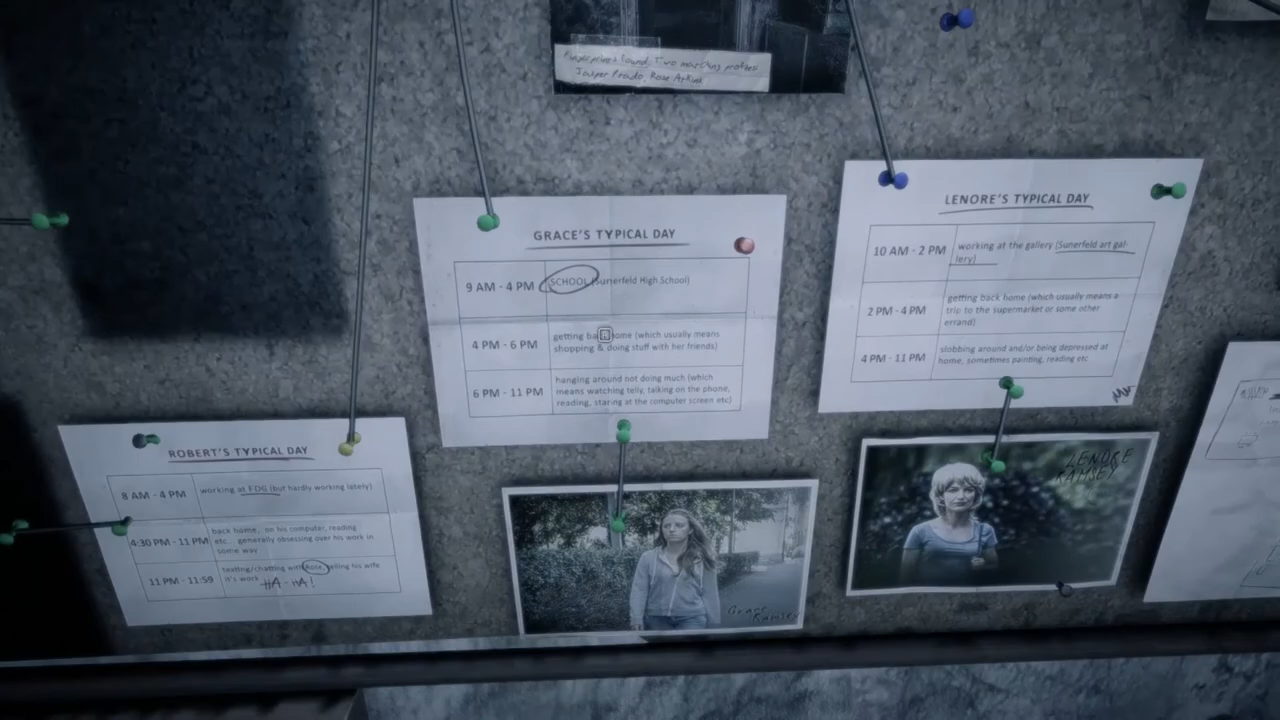 fingerprint found. Two matching profiles:
Jasper Prado, Rose Atkins
GRACE'S TYPICAL DAY
9 AM - 4 PM SCHOOL (Sunerfeld High School)
4 PM - 6 PM getting back home (which usually means
shopping & doing stuff with her friends)
6 PM - 11 PM hanging around not doing much (which
means watching telly, talking on the phone,
reading, staring at the computer screen etc)
LENORE'S TYPICAL DAY
10 AM - 2 PM working at the gallery (Sunerfeld art gal-
lery)
2 PM - 4 PM getting back home (which usually means a
trip to the supermarket or some other
errand)
4 PM - 11 PM slobbing around and/or being depressed at
home, sometimes painting, reading etc
ROBERT'S TYPICAL DAY
8 AM - 4 PM working at FDG (but hardly working lately)
4:30 PM - 11 PM back home.. on his computer, reading
etc... generally obsessing over his work in
some way
11 PM - 11:59 texting/chatting with Rose, telling his wife
it's work HA - HA!
Grace
Ramsey
LENORE
RAMSEY